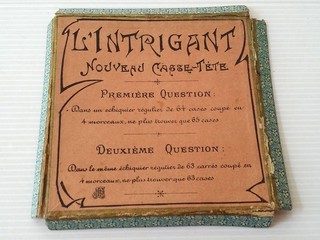 L'INTRIGANT
NOUVEAU CASSE-TÊTE
PREMIÈRE QUESTION:
Dans un échiquier régulier de 64 cases coupé en
4 morceaux, ne plus trouver que 63 cases
DEUXIÈME QUESTION:
Dans le même échiquier régulier de 63 carrés coupé en
4 morceaux, ne plus trouver que 63 cases